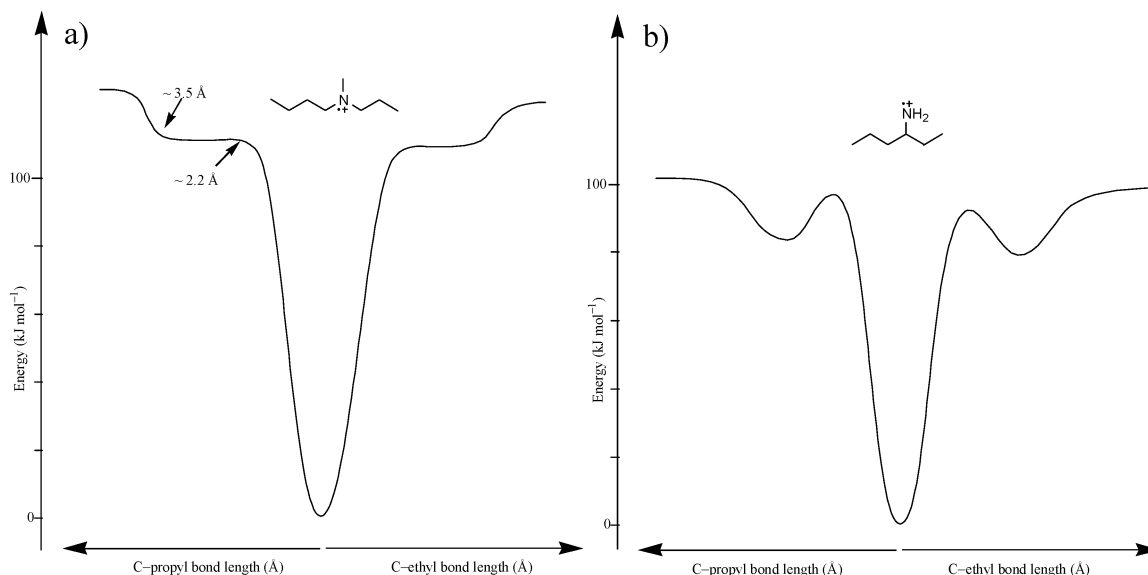 a)
~ 3.5 Å
N
•+
~ 2.2 Å
100
0
Energy (kJ mol⁻¹)
C−propyl bond length (Å)
C−ethyl bond length (Å)
b)
•+
NH₂
100
0
Energy (kJ mol⁻¹)
C−propyl bond length (Å)
C−ethyl bond length (Å)